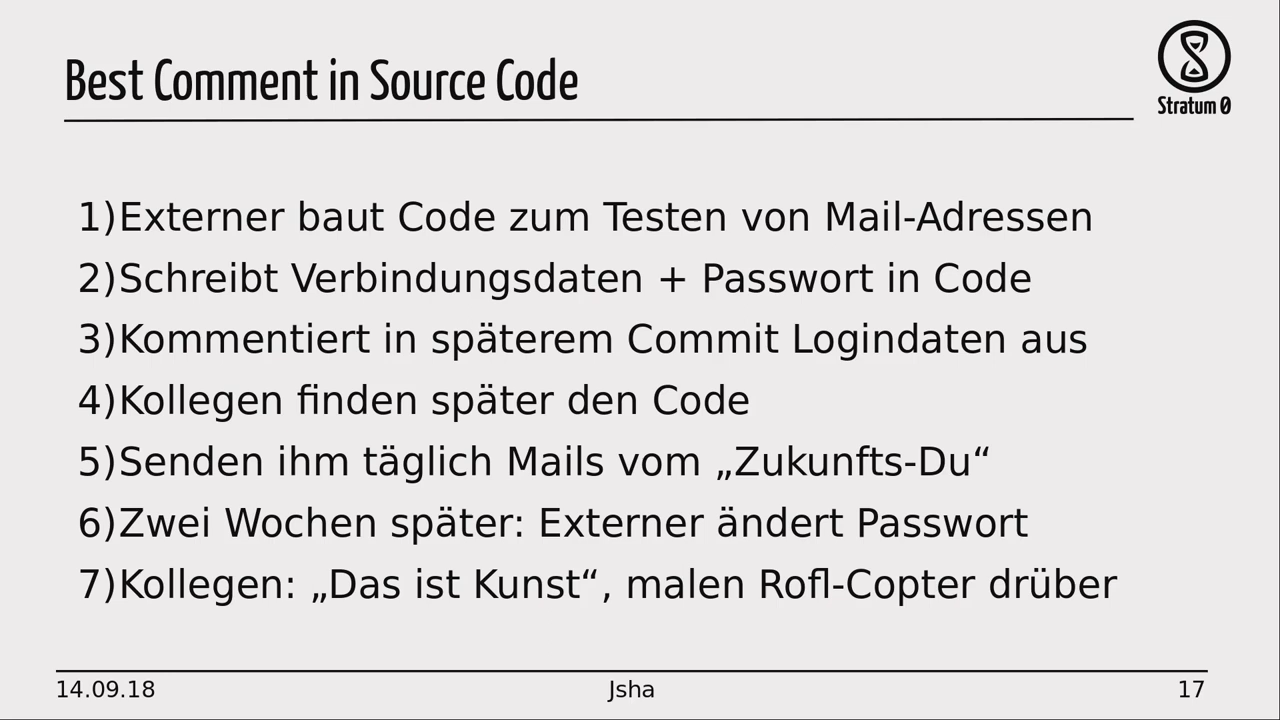 Best Comment in Source Code
Stratum 0
1)Externer baut Code zum Testen von Mail-Adressen
2)Schreibt Verbindungsdaten + Passwort in Code
3)Kommentiert in späterem Commit Logindaten aus
4)Kollegen finden später den Code
5)Senden ihm täglich Mails vom „Zukunfts-Du“
6)Zwei Wochen später: Externer ändert Passwort
7)Kollegen: „Das ist Kunst“, malen Rofl-Copter drüber
14.09.18
Jsha
17